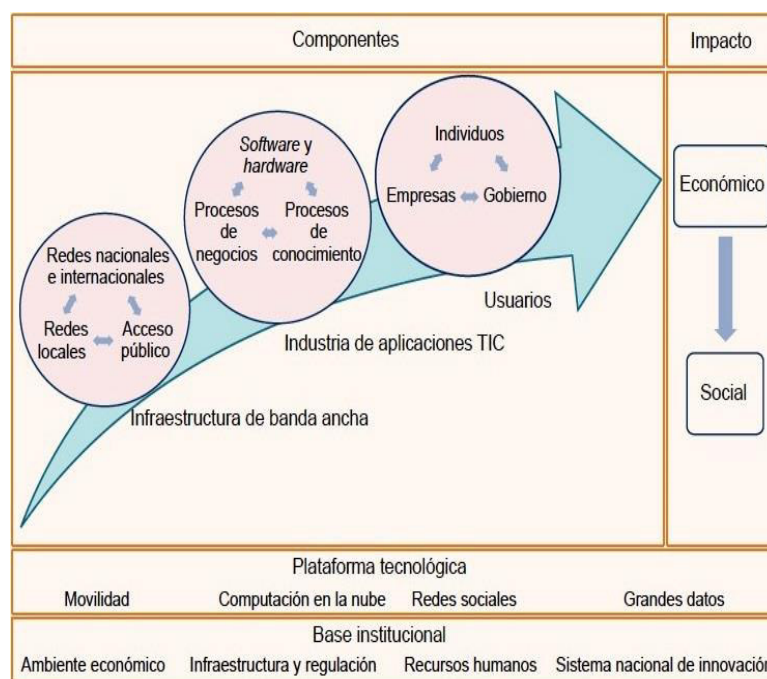 Componentes
Impacto
Individuos
Empresas
Gobierno
Software y
hardware
Procesos
de
negocios
Procesos
de
conocimiento
Redes nacionales
e internacionales
Redes
locales
Acceso
público
Usuarios
Industria de aplicaciones TIC
Infraestructura de banda ancha
Económico
Social
Plataforma tecnológica
Movilidad
Computación en la nube
Redes sociales
Grandes datos
Base institucional
Ambiente económico
Infraestructura y regulación
Recursos humanos
Sistema nacional de innovación